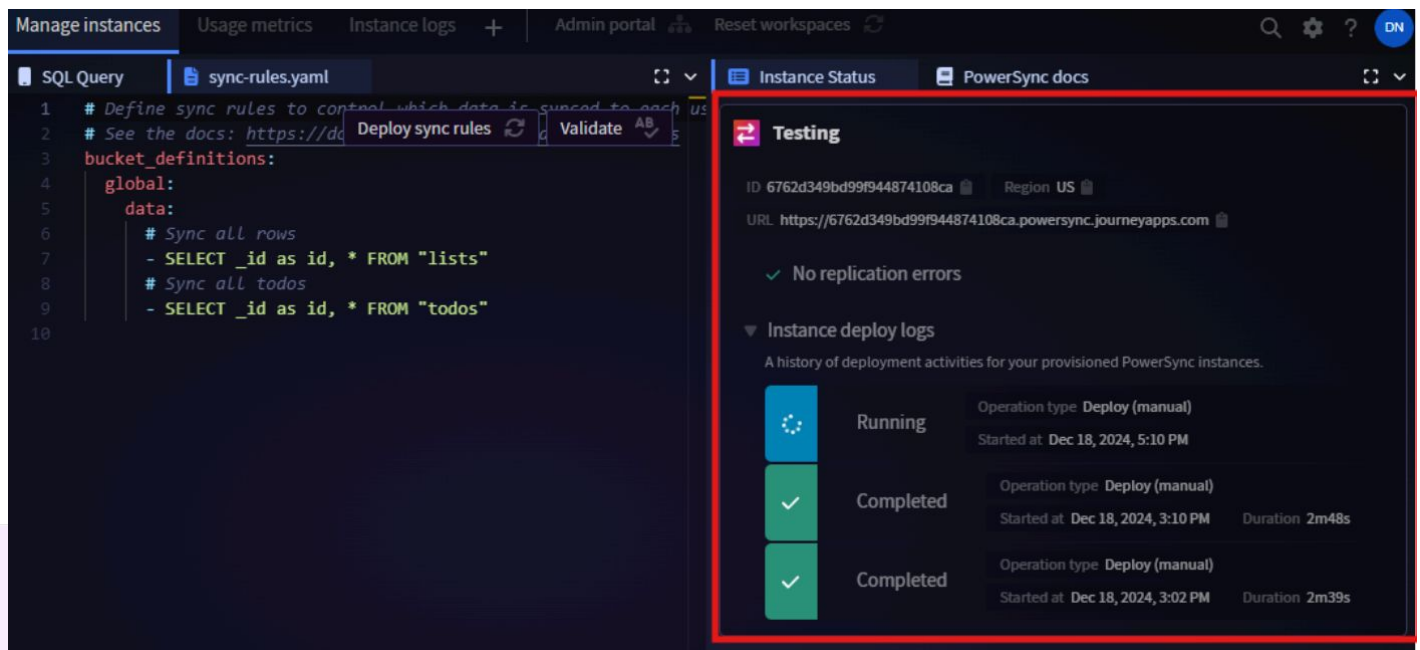 Manage instances Usage metrics Instance logs + Admin portal Reset workspaces ? DN
SQL Query sync-rules.yaml
1 # Define sync rules to control which data is synced to each us
2 # See the docs: https://do
Deploy sync rules Validate AB
3 bucket_definitions:
4 global:
5 data:
6 # Sync all rows
7 - SELECT _id as id, * FROM "lists"
8 # Sync all todos
9 - SELECT _id as id, * FROM "todos"
10
Instance Status PowerSync docs
Testing
ID 6762d349bd99f944874108ca Region US
URL https://6762d349bd99f944874108ca.powersync.journeyapps.com
No replication errors
Instance deploy logs
A history of deployment activities for your provisioned PowerSync instances.
Running
Operation type Deploy (manual)
Started at Dec 18, 2024, 5:10 PM
Completed
Operation type Deploy (manual)
Started at Dec 18, 2024, 3:10 PM Duration 2m48s
Completed
Operation type Deploy (manual)
Started at Dec 18, 2024, 3:02 PM Duration 2m39s